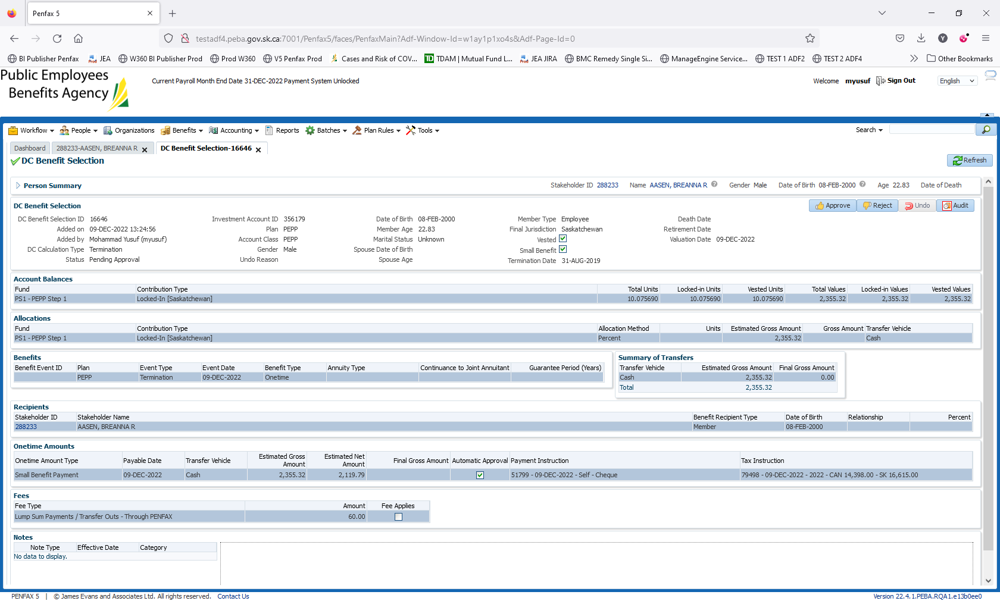 Penfax 5
testadf4.peba.gov.sk.ca:7001/Penfax5/faces/PenfaxMain?Adf-Window-Id=w1ay1p1xo4s&Adf-Page-Id=0
Y
BI Publisher Penfax JEA W360 BI Publisher Prod Prod W360 V5 Penfax Prod Cases and Risk of COV... TDAM | Mutual Fund L... JEA JIRA BMC Remedy Single Si... ManageEngine Service... TEST 1 ADF2 TEST 2 ADF4 Other Bookmarks
Public Employees
Benefits Agency
Current Payroll Month End Date 31-DEC-2022 Payment System Unlocked
Welcome myusuf Sign Out English
Workflow People Organizations Benefits Accounting Reports Batches Plan Rules Tools Search
Dashboard 288233-AASEN, BREANNA R DC Benefit Selection-16646
DC Benefit Selection Refresh
Person Summary Stakeholder ID 288233 Name AASEN, BREANNA R Gender Male Date of Birth 08-FEB-2000 Age 22.83 Date of Death
DC Benefit Selection Approve Reject Undo Audit
DC Benefit Selection ID 16646 Investment Account ID 356179 Date of Birth 08-FEB-2000 Member Type Employee Death Date
Added on 09-DEC-2022 13:24:56 Plan PEPP Member Age 22.83 Final Jurisdiction Saskatchewan Retirement Date
Added by Mohammad Yusuf (myusuf) Account Class PEPP Marital Status Unknown Vested Valuation Date 09-DEC-2022
DC Calculation Type Termination Gender Male Spouse Date of Birth Small Benefit
Status Pending Approval Undo Reason Spouse Age Termination Date 31-AUG-2019
Account Balances
Fund Contribution Type Total Units Locked-in Units Vested Units Total Values Locked-in Values Vested Values
PS1 - PEPP Step 1 Locked-In [Saskatchewan] 10.075690 10.075690 10.075690 2,355.32 2,355.32 2,355.32
Allocations
Fund Contribution Type Allocation Method Units Estimated Gross Amount Gross Amount Transfer Vehicle
PS1 - PEPP Step 1 Locked-In [Saskatchewan] Percent 2,355.32 Cash
Benefits
Benefit Event ID Plan Event Type Event Date Benefit Type Annuity Type Continuance to Joint Annuitant Guarantee Period (Years)
PEPP Termination 09-DEC-2022 Onetime
Summary of Transfers
Transfer Vehicle Estimated Gross Amount Final Gross Amount
Cash 2,355.32 0.00
Total 2,355.32
Recipients
Stakeholder ID Stakeholder Name Benefit Recipient Type Date of Birth Relationship Percent
288233 AASEN, BREANNA R Member 08-FEB-2000
Onetime Amounts
Onetime Amount Type Payable Date Transfer Vehicle Estimated Gross Amount Estimated Net Amount Final Gross Amount Automatic Approval Payment Instruction Tax Instruction
Small Benefit Payment 09-DEC-2022 Cash 2,355.32 2,119.79 51799 - 09-DEC-2022 - Self - Cheque 79498 - 09-DEC-2022 - 2022 - CAN 14,398.00 - SK 16,615.00
Fees
Fee Type Amount Fee Applies
Lump Sum Payments / Transfer Outs - Through PENFAX 60.00
Notes
Note Type Effective Date Category
No data to display.
PENFAX 5 | © James Evans and Associates Ltd. All rights reserved. Contact Us Version 22.4.1.PEBA.RQA1.e13b0ee0